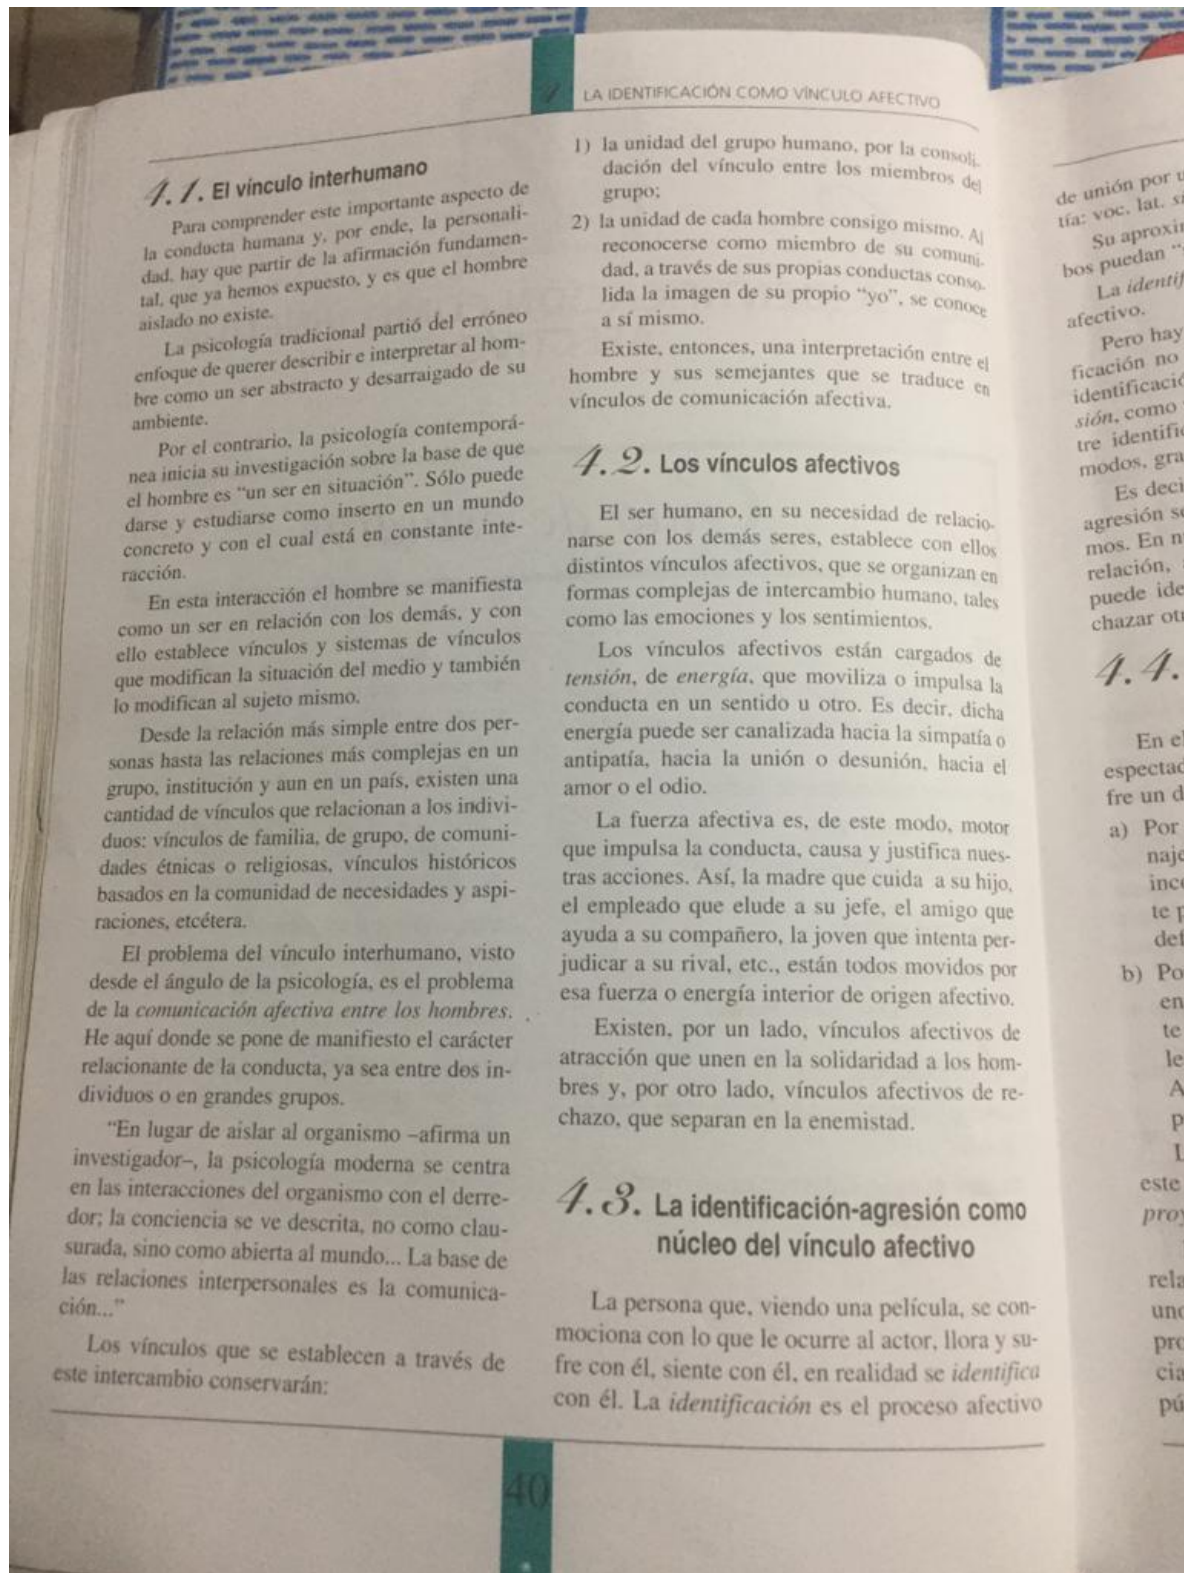 LA IDENTIFICACIÓN COMO VÍNCULO AFECTIVO
4.1. El vínculo interhumano
Para comprender este importante aspecto de
la conducta humana y, por ende, la personali-
dad, hay que partir de la afirmación fundamen-
tal, que ya hemos expuesto, y es que el hombre
aislado no existe.
La psicología tradicional partió del erróneo
enfoque de querer describir e interpretar al hom-
bre como un ser abstracto y desarraigado de su
ambiente.
Por el contrario, la psicología contemporá-
nea inicia su investigación sobre la base de que
el hombre es “un ser en situación”. Sólo puede
darse y estudiarse como inserto en un mundo
concreto y con el cual está en constante inte-
racción.
En esta interacción el hombre se manifiesta
como un ser en relación con los demás, y con
ello establece vínculos y sistemas de vínculos
que modifican la situación del medio y también
lo modifican al sujeto mismo.
Desde la relación más simple entre dos per-
sonas hasta las relaciones más complejas en un
grupo, institución y aun en un país, existen una
cantidad de vínculos que relacionan a los indivi-
duos: vínculos de familia, de grupo, de comuni-
dades étnicas o religiosas, vínculos históricos
basados en la comunidad de necesidades y aspi-
raciones, etcétera.
El problema del vínculo interhumano, visto
desde el ángulo de la psicología, es el problema
de la comunicación afectiva entre los hombres.
He aquí donde se pone de manifiesto el carácter
relacionante de la conducta, ya sea entre dos in-
dividuos o en grandes grupos.
“En lugar de aislar al organismo –afirma un
investigador–, la psicología moderna se centra
en las interacciones del organismo con el derre-
dor; la conciencia se ve descrita, no como clau-
surada, sino como abierta al mundo... La base de
las relaciones interpersonales es la comunica-
ción...”
Los vínculos que se establecen a través de
este intercambio conservarán:
1) la unidad del grupo humano, por la consoli-
dación del vínculo entre los miembros del
grupo;
2) la unidad de cada hombre consigo mismo. Al
reconocerse como miembro de su comuni-
dad, a través de sus propias conductas conso-
lida la imagen de su propio “yo”, se conoce
a sí mismo.
Existe, entonces, una interpretación entre el
hombre y sus semejantes que se traduce en
vínculos de comunicación afectiva.
4.2. Los vínculos afectivos
El ser humano, en su necesidad de relacio-
narse con los demás seres, establece con ellos
distintos vínculos afectivos, que se organizan en
formas complejas de intercambio humano, tales
como las emociones y los sentimientos.
Los vínculos afectivos están cargados de
tensión, de energía, que moviliza o impulsa la
conducta en un sentido u otro. Es decir, dicha
energía puede ser canalizada hacia la simpatía o
antipatía, hacia la unión o desunión, hacia el
amor o el odio.
La fuerza afectiva es, de este modo, motor
que impulsa la conducta, causa y justifica nues-
tras acciones. Así, la madre que cuida a su hijo,
el empleado que elude a su jefe, el amigo que
ayuda a su compañero, la joven que intenta per-
judicar a su rival, etc., están todos movidos por
esa fuerza o energía interior de origen afectivo.
Existen, por un lado, vínculos afectivos de
atracción que unen en la solidaridad a los hom-
bres y, por otro lado, vínculos afectivos de re-
chazo, que separan en la enemistad.
4.3. La identificación-agresión como
núcleo del vínculo afectivo
La persona que, viendo una película, se con-
mociona con lo que le ocurre al actor, llora y su-
fre con él, siente con él, en realidad se identifica
con él. La identificación es el proceso afectivo
40
de unión por
tía: voc. lat.
Su
bos puedan
La
afectivo.
Pero hay
ficación no
sión, como
tre
modos,
Es
agresión
mos. En
relación,
puede
chazar
4.4.
En
fre un
a) Por
te
b)
en
te
este